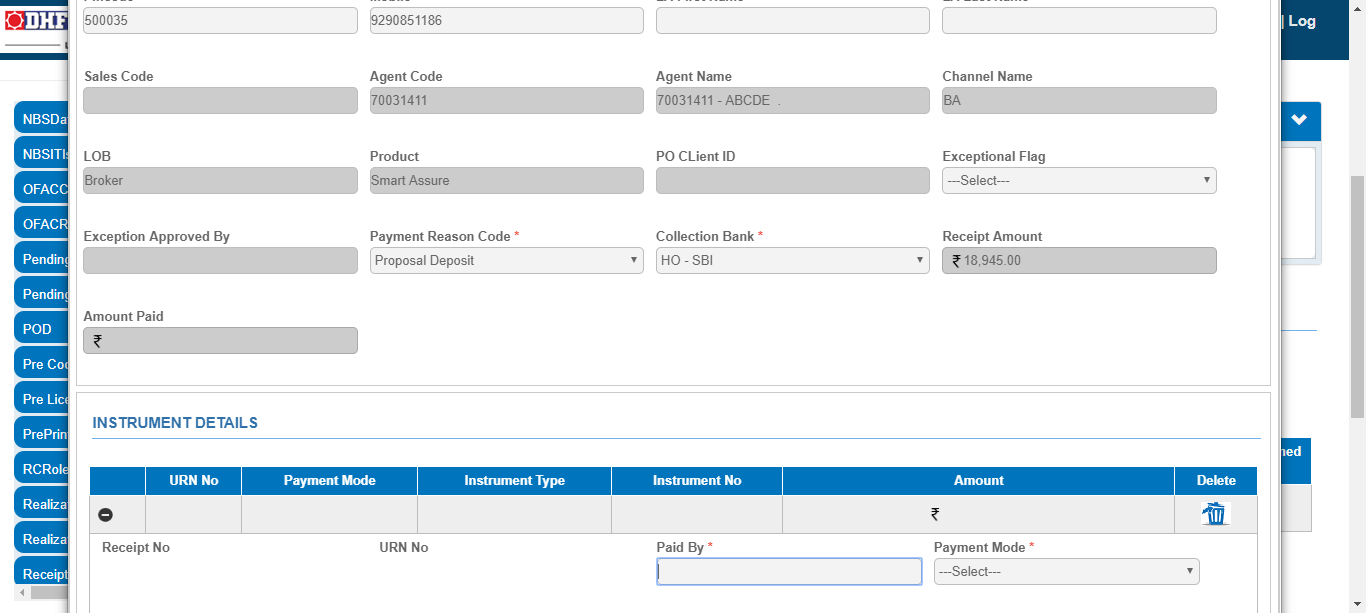 DHF
| Log
500035
9290851186
Sales Code
Agent Code
Agent Name
Channel Name
70031411
70031411 - ABCDE .
BA
LOB
Product
PO CLient ID
Exceptional Flag
Broker
Smart Assure
---Select---
Exception Approved By
Payment Reason Code *
Collection Bank *
Receipt Amount
Proposal Deposit
HO - SBI
₹ 18,945.00
Amount Paid
₹
INSTRUMENT DETAILS
URN No
Payment Mode
Instrument Type
Instrument No
Amount
Delete
₹
Receipt No
URN No
Paid By *
Payment Mode *
---Select---
NBSDa
NBSITI
OFACC
OFACR
Pending
Pending
POD
Pre Coo
Pre Lice
PrePrin
RCRole
Realiza
Realiza
Receipt
ned